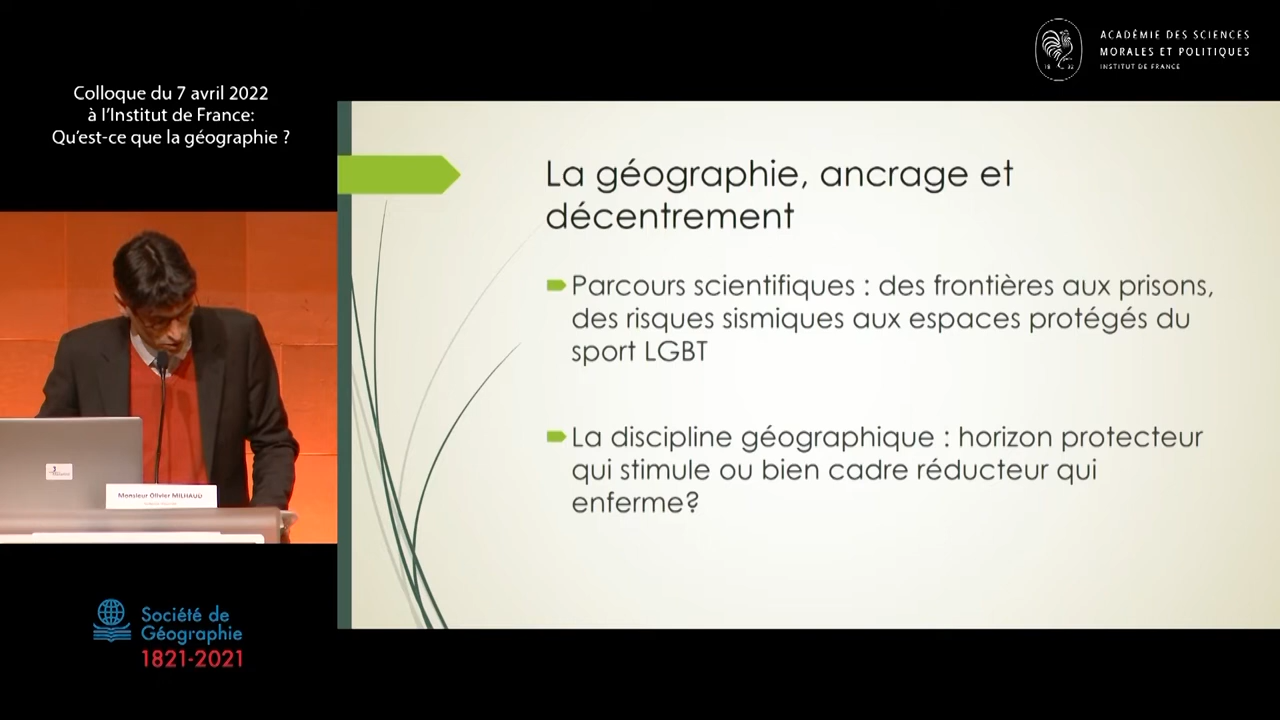 ACADÉMIE DES SCIENCES
MORALES ET POLITIQUES
INSTITUT DE FRANCE
18 32
Colloque du 7 avril 2022
à l'Institut de France:
Qu'est-ce que la géographie ?
La géographie, ancrage et
décentrement
Parcours scientifiques : des frontières aux prisons,
des risques sismiques aux espaces protégés du
sport LGBT
La discipline géographique : horizon protecteur
qui stimule ou bien cadre réducteur qui
enferme?
Monsieur Olivier MILHAUD
Société de
Géographie
1821-2021